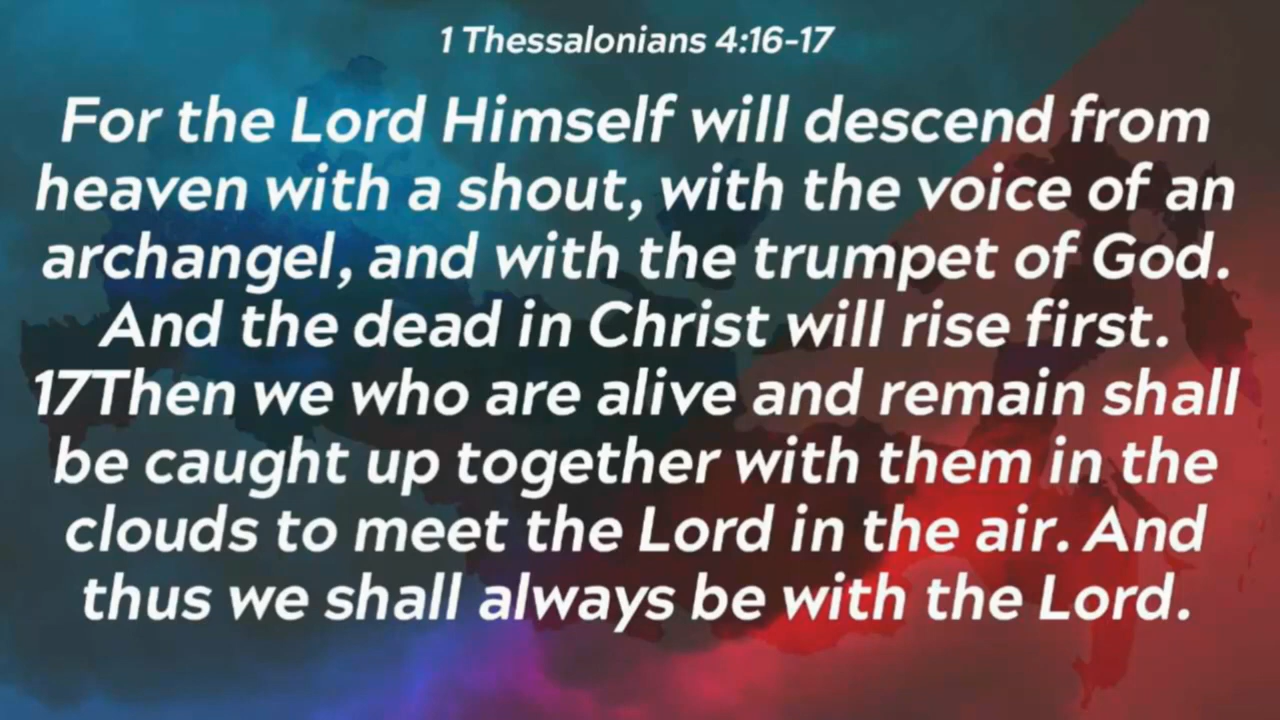 1 Thessalonians 4:16-17
For the Lord Himself will descend from
heaven with a shout, with the voice of an
archangel, and with the trumpet of God.
And the dead in Christ will rise first.
17Then we who are alive and remain shall
be caught up together with them in the
clouds to meet the Lord in the air. And
thus we shall always be with the Lord.